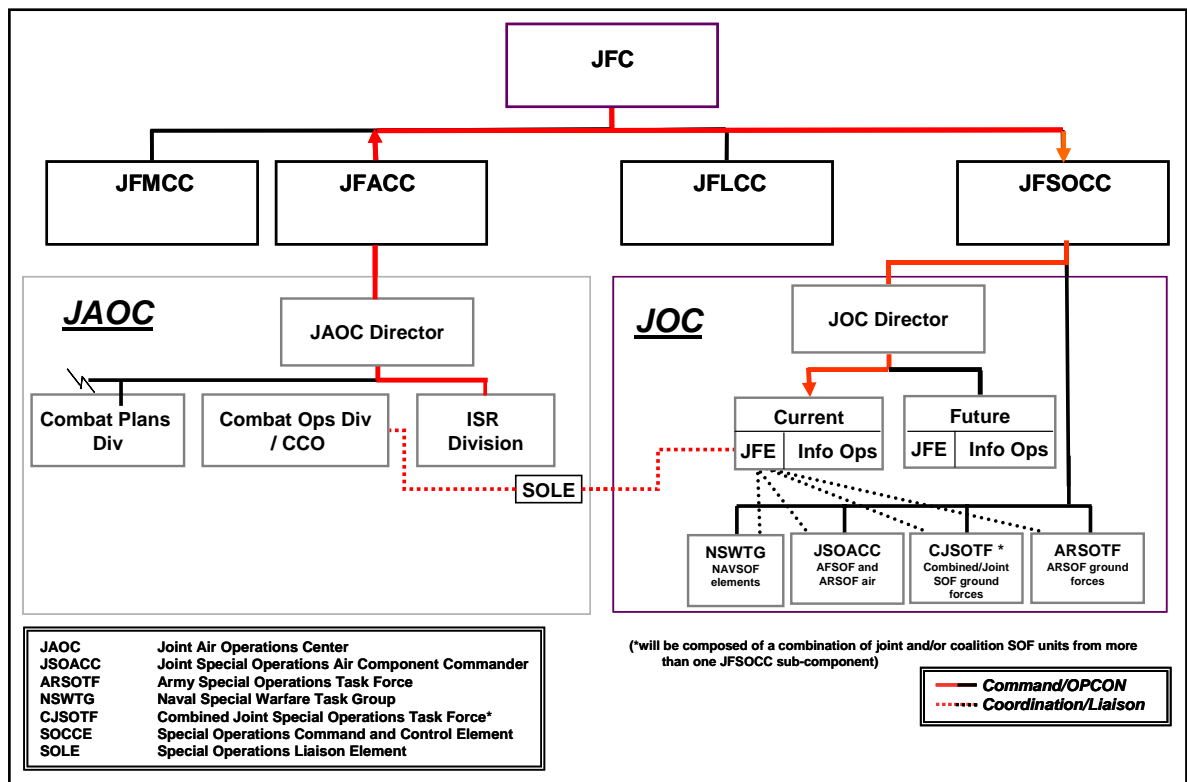 JFC
JFMCC
JFACC
JFLCC
JFSOCC
JAOC
JAOC Director
Combat Plans
Div
Combat Ops Div
/ CCO
ISR
Division
SOLE
JOC
JOC Director
Current
JFE
Info Ops
Future
JFE
Info Ops
NSWTG
NAVSOF
elements
JSOACC
AFSOF and
ARSOF air
CJSOTF *
Combined/Joint
SOF ground
forces
ARSOTF
ARSOF ground
forces
JAOC Joint Air Operations Center
JSOACC Joint Special Operations Air Component Commander
ARSOTF Army Special Operations Task Force
NSWTG Naval Special Warfare Task Group
CJSOTF Combined Joint Special Operations Task Force*
SOCCE Special Operations Command and Control Element
SOLE Special Operations Liaison Element
(*will be composed of a combination of joint and/or coalition SOF units from more
than one JFSOCC sub-component)
Command/OPCON
Coordination/Liaison